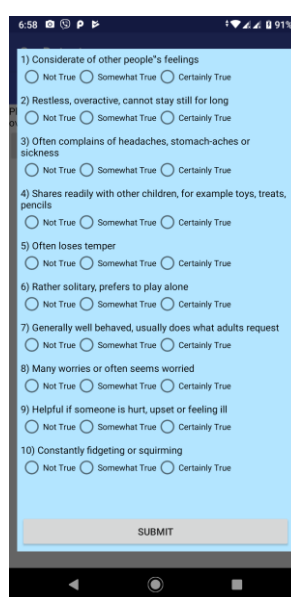 6:58
91%
1) Considerate of other people"s feelings
Not True Somewhat True Certainly True
2) Restless, overactive, cannot stay still for long
Not True Somewhat True Certainly True
3) Often complains of headaches, stomach-aches or
sickness
Not True Somewhat True Certainly True
4) Shares readily with other children, for example toys, treats,
pencils
Not True Somewhat True Certainly True
5) Often loses temper
Not True Somewhat True Certainly True
6) Rather solitary, prefers to play alone
Not True Somewhat True Certainly True
7) Generally well behaved, usually does what adults request
Not True Somewhat True Certainly True
8) Many worries or often seems worried
Not True Somewhat True Certainly True
9) Helpful if someone is hurt, upset or feeling ill
Not True Somewhat True Certainly True
10) Constantly fidgeting or squirming
Not True Somewhat True Certainly True
SUBMIT